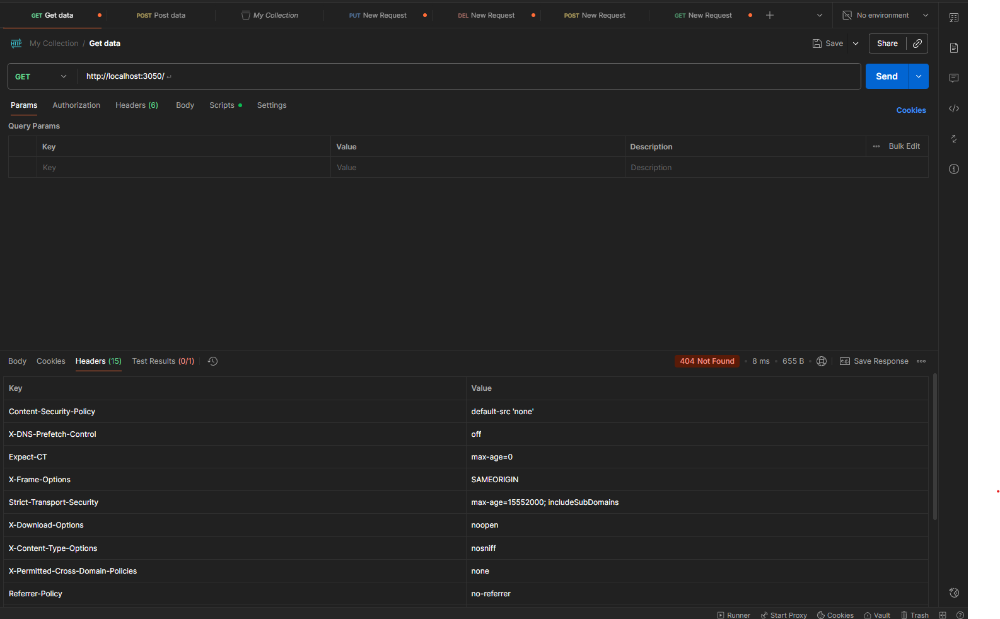 GET Get data POST Post data My Collection PUT New Request DEL New Request POST New Request GET New Request No environment
HTTP My Collection / Get data Save Share
GET http://localhost:3050/ Send
Params Authorization Headers (6) Body Scripts Settings Cookies
Query Params
Key Value Description Bulk Edit
Key Value Description
Body Cookies Headers (15) Test Results (0/1) 404 Not Found 8 ms 655 B e.g. Save Response
Key Value
Content-Security-Policy default-src 'none'
X-DNS-Prefetch-Control off
Expect-CT max-age=0
X-Frame-Options SAMEORIGIN
Strict-Transport-Security max-age=15552000; includeSubDomains
X-Download-Options noopen
X-Content-Type-Options nosniff
X-Permitted-Cross-Domain-Policies none
Referrer-Policy no-referrer
Runner Start Proxy Cookies Vault Trash